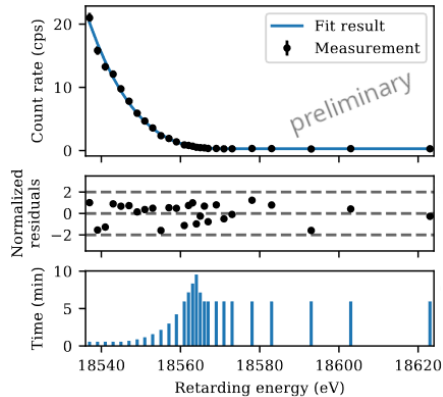 Count rate (cps)
20
10
0
Fit result
Measurement
preliminary
Normalized
residuals
2
0
−2
Time (min)
10
5
0
18540 18560 18580 18600 18620
Retarding energy (eV)